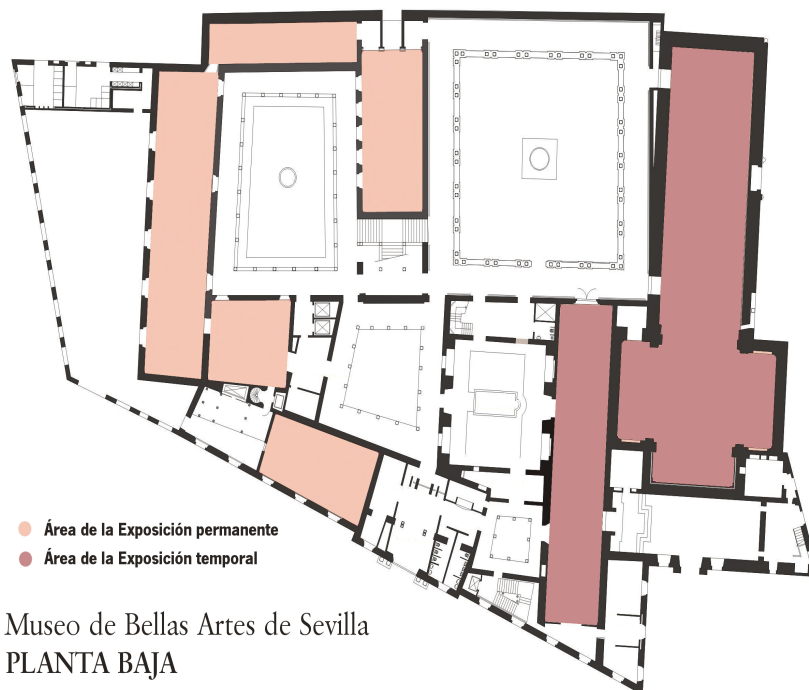 Área de la Exposición permanente
Área de la Exposición temporal
Museo de Bellas Artes de Sevilla
PLANTA BAJA